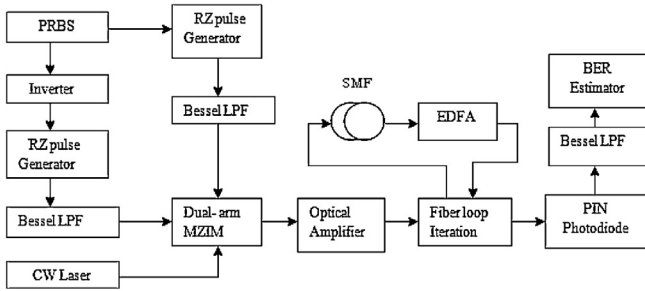 PRBS
RZ pulse
Generator
Inverter
Bessel LPF
RZ pulse
Generator
Bessel LPF
CW Laser
Dual-arm
MZIM
Optical
Amplifier
SMF
EDFA
Fiber loop
Iteration
BER
Estimator
Bessel LPF
PIN
Photodiode